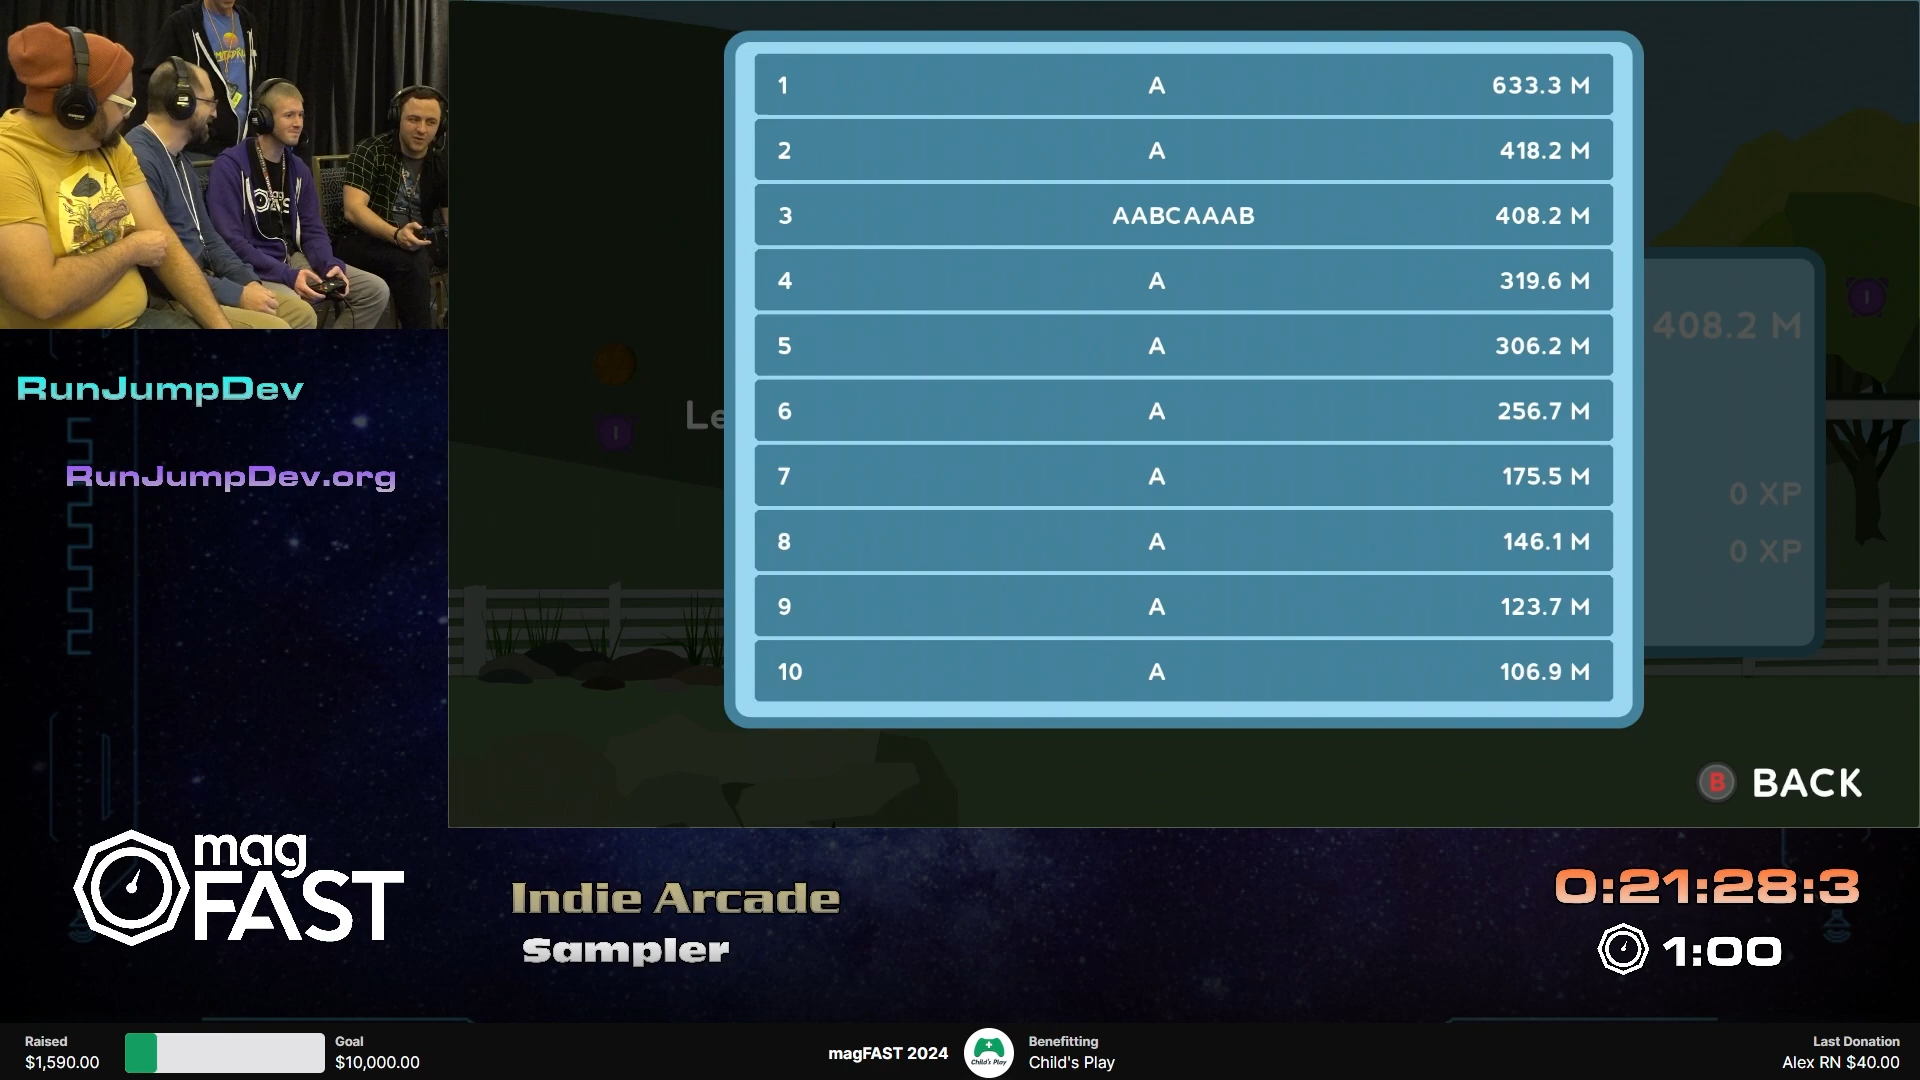 1 A 633.3 M
2 A 418.2 M
3 AABCAAAB 408.2 M
4 A 319.6 M
5 A 306.2 M
6 A 256.7 M
7 A 175.5 M
8 A 146.1 M
9 A 123.7 M
10 A 106.9 M
408.2 M
Le
0 XP
0 XP
B BACK
RunJumpDev
RunJumpDev.org
mag
FAST
Indie Arcade
Sampler
0:21:28:3
1:00
Raised
$1,590.00
Goal
$10,000.00
magFAST 2024
Child's Play
Benefitting
Child's Play
Last Donation
Alex RN $40.00